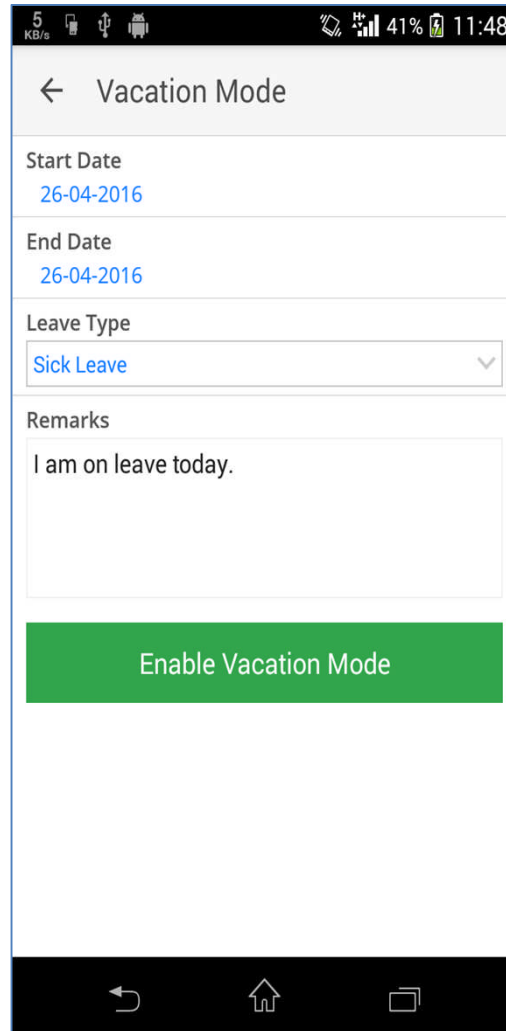 5
KB/s
H 41% 11:48
Vacation Mode
Start Date
26-04-2016
End Date
26-04-2016
Leave Type
Sick Leave
Remarks
I am on leave today.
Enable Vacation Mode